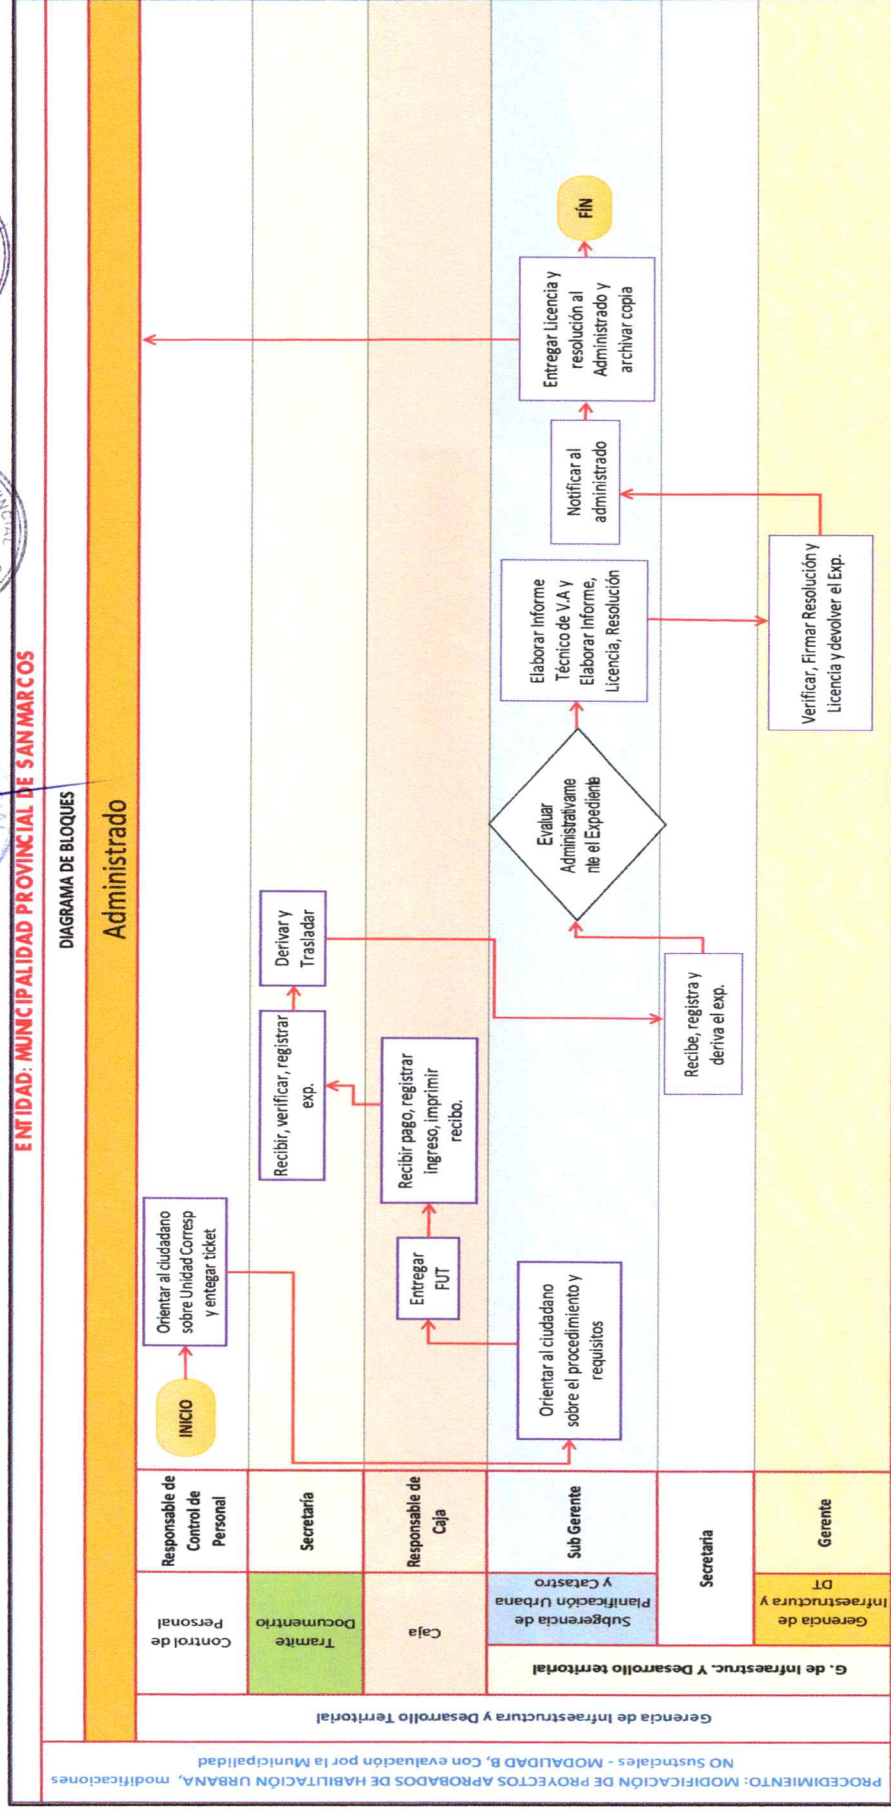 ENTIDAD: MUNCIPALIDAD PROVINCIAL DE SAN MARCOS
DIAGRAMA DE BLOQUES
Administrado
PROCEDIMIENTO: MODIFICACIÓN DE PROYECTOS APROBADOS DE HABILITACIÓN URBANA, modificaciones
NO Sustnciales - MODALIDAD B, Con evaluación por la Municipalidad
Gerencia de Infraestructura y Desarrollo Territorial
Control de
Personal
Responsable de
Control de
Personal
INICIO
Orientar al ciudadano
sobre Unidad Corresp
y entegar ticket
Tramite
Documentrio
Secretaría
Recibir, verificar, registrar
exp.
Derivar y
Trasladar
Caja
Responsable de
Caja
Entregar
FUT
Recibir pago, registrar
ingreso, imprimir
recibo.
G. de Infraestruc. Y Desarrollo territorial
Subgerencia de
Planificación Urbana
y Catastro
Sub Gerente
Orientar al ciudadano
sobre el procedimiento y
requisitos
Evaluar
Administrativame
nte el Expediente
Elaborar Informe
Técnico de V.A y
Elaborar Informe,
Licencia, Resolución
Notificar al
administrado
Entregar Licencia y
resolución al
Administrado y
archivar copia
FÍN
Secretaria
Recibe, registra y
deriva el exp.
Gerencia de
Infraestructura y
DT
Gerente
Verificar, Firmar Resolución y
Licencia y devolver el Exp.